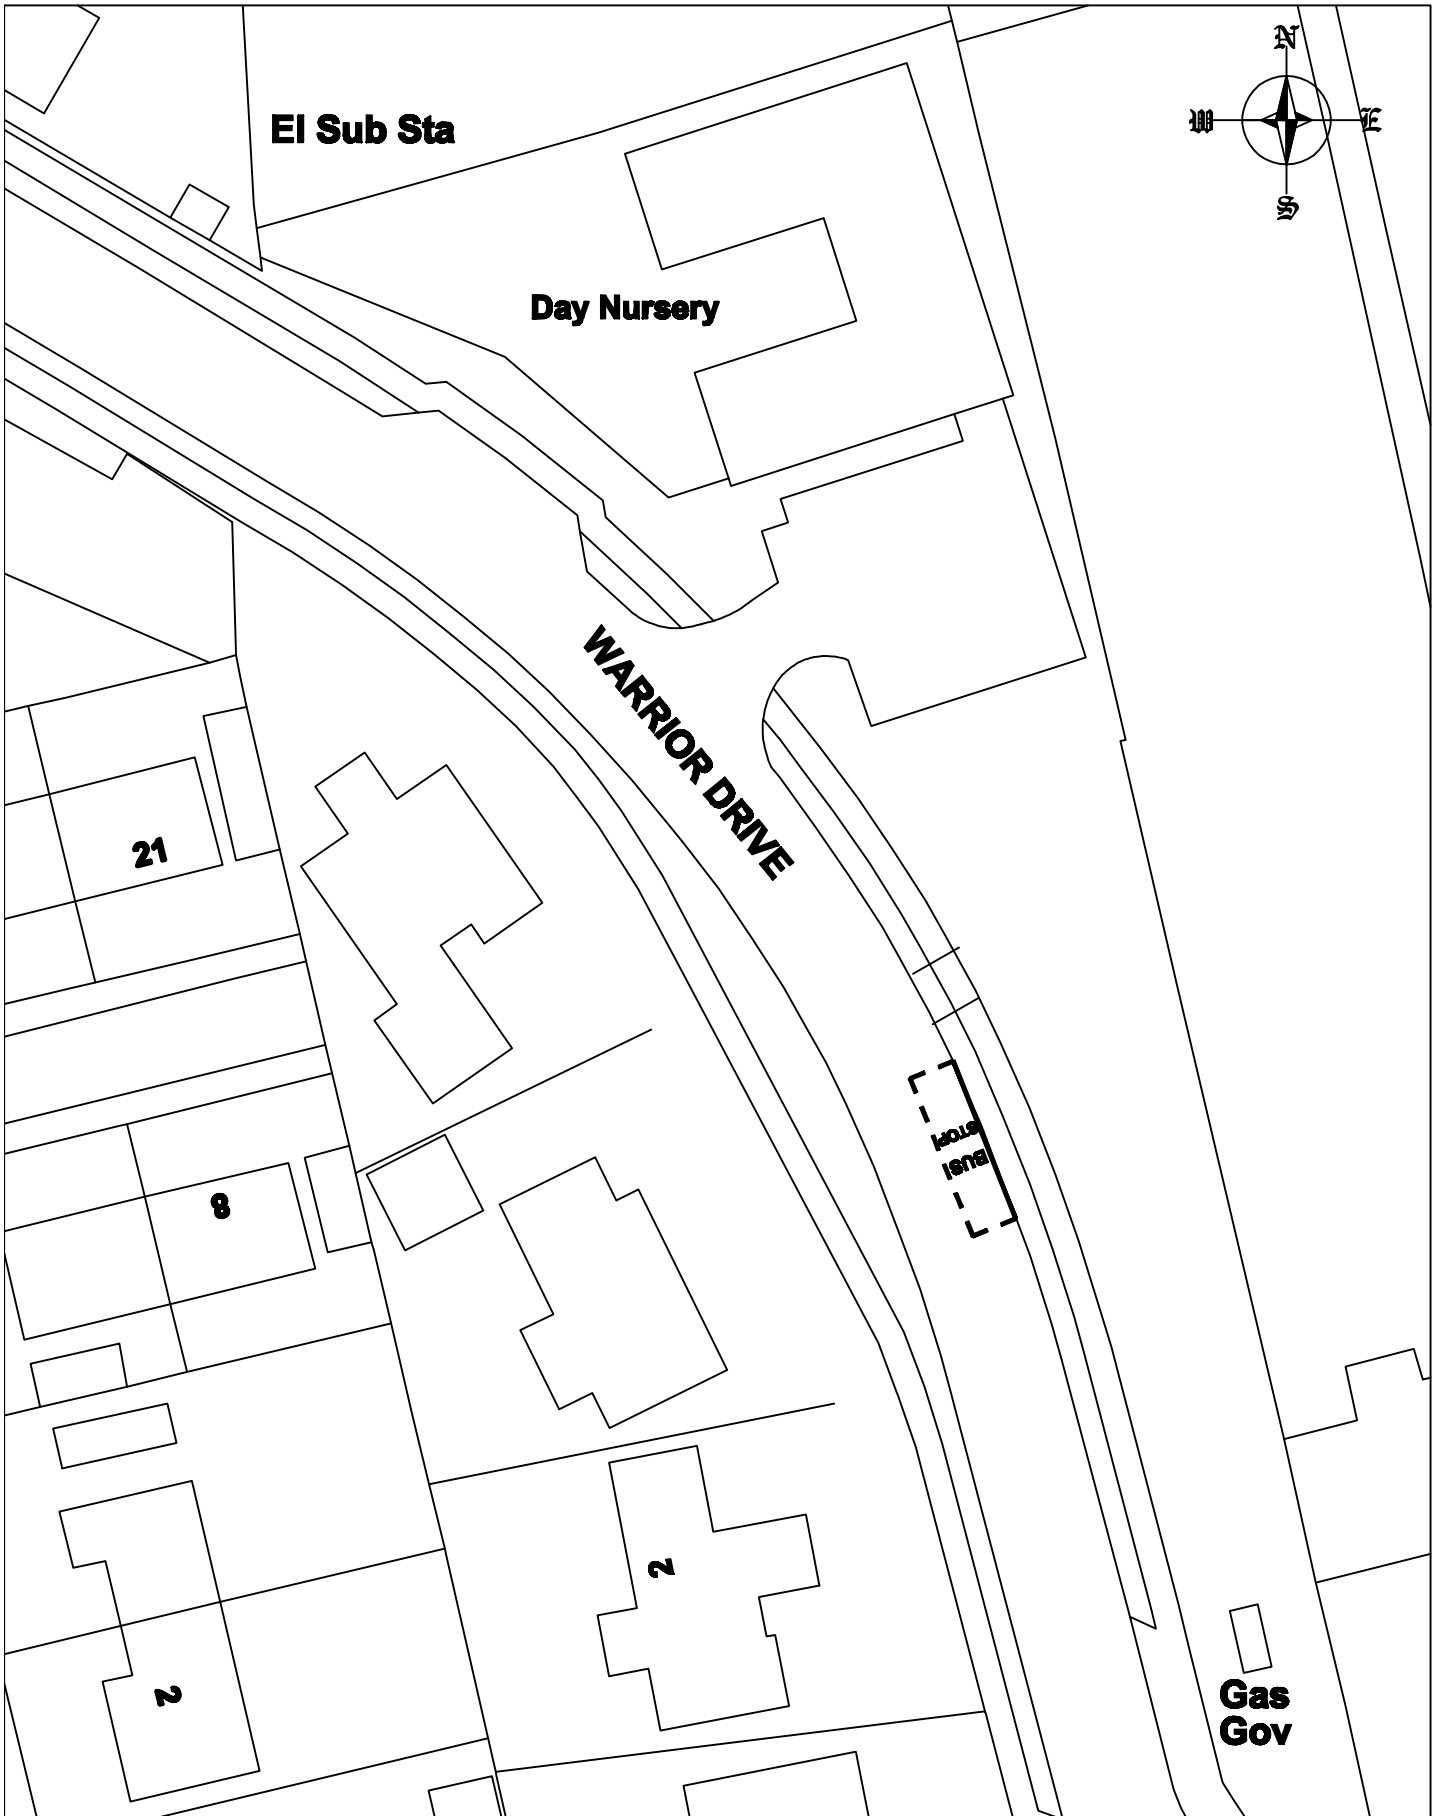 N
El Sub Sta
W
E
S
Day Nursery
WARRIOR DRIVE
21
BUS
STOP
8
2
2
Gas
Gov